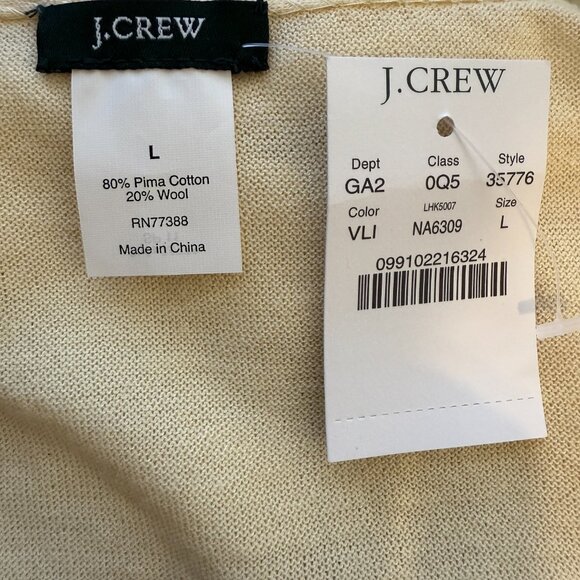 J.CREW
L
80% Pima Cotton
20% Wool
RN77388
Made in China
J.CREW
Dept Class Style
GA2 0Q5 35776
Color LHK5007 Size
VLI NA6309 L
099102216324